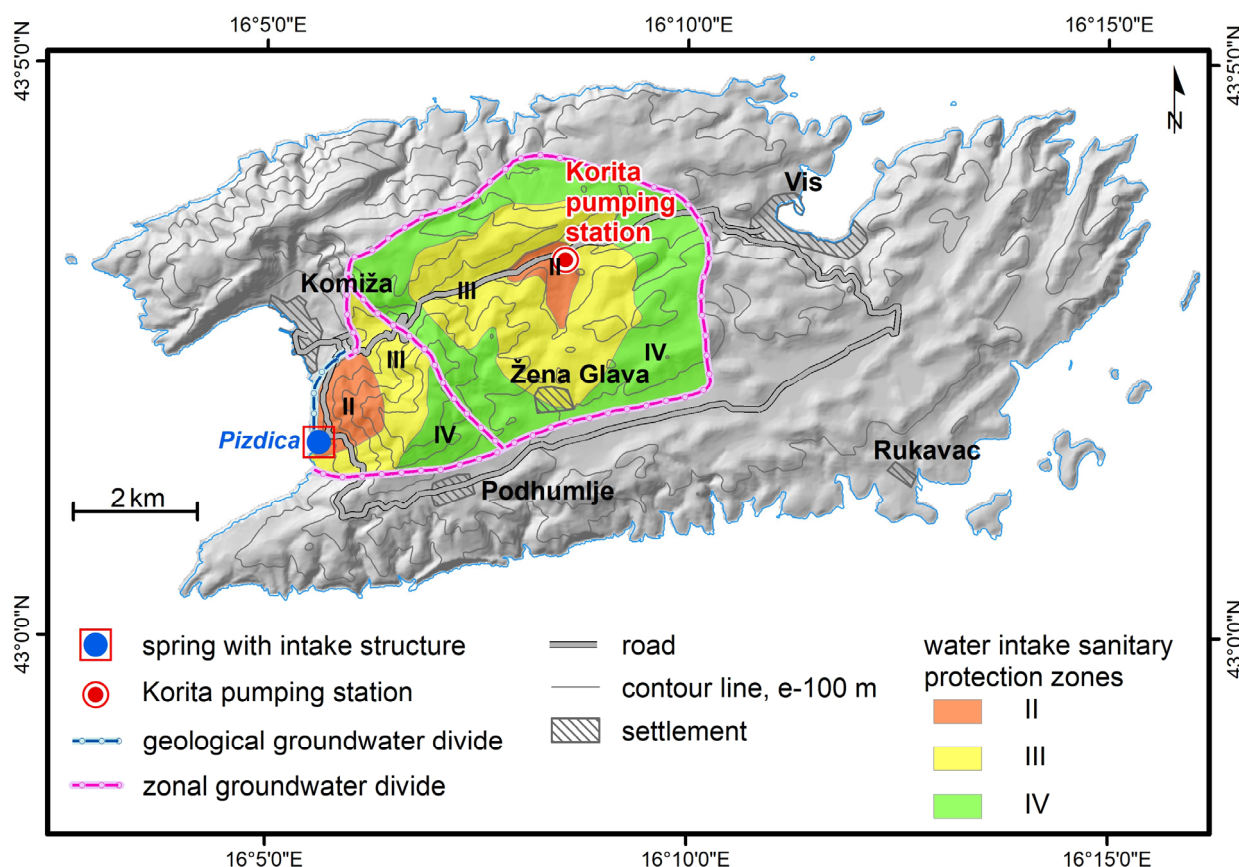 16°5'0"E
16°10'0"E
16°15'0"E
43°5'0"N
43°5'0"N
N
Korita
pumping
station
Vis
Komiža
II
III
III
IV
Žena Glava
II
IV
Pizdica
Rukavac
Podhumlje
2 km
43°0'0"N
43°0'0"N
spring with intake structure
Korita pumping station
geological groundwater divide
zonal groundwater divide
road
contour line, e-100 m
settlement
water intake sanitary
protection zones
II
III
IV
16°5'0"E
16°10'0"E
16°15'0"E